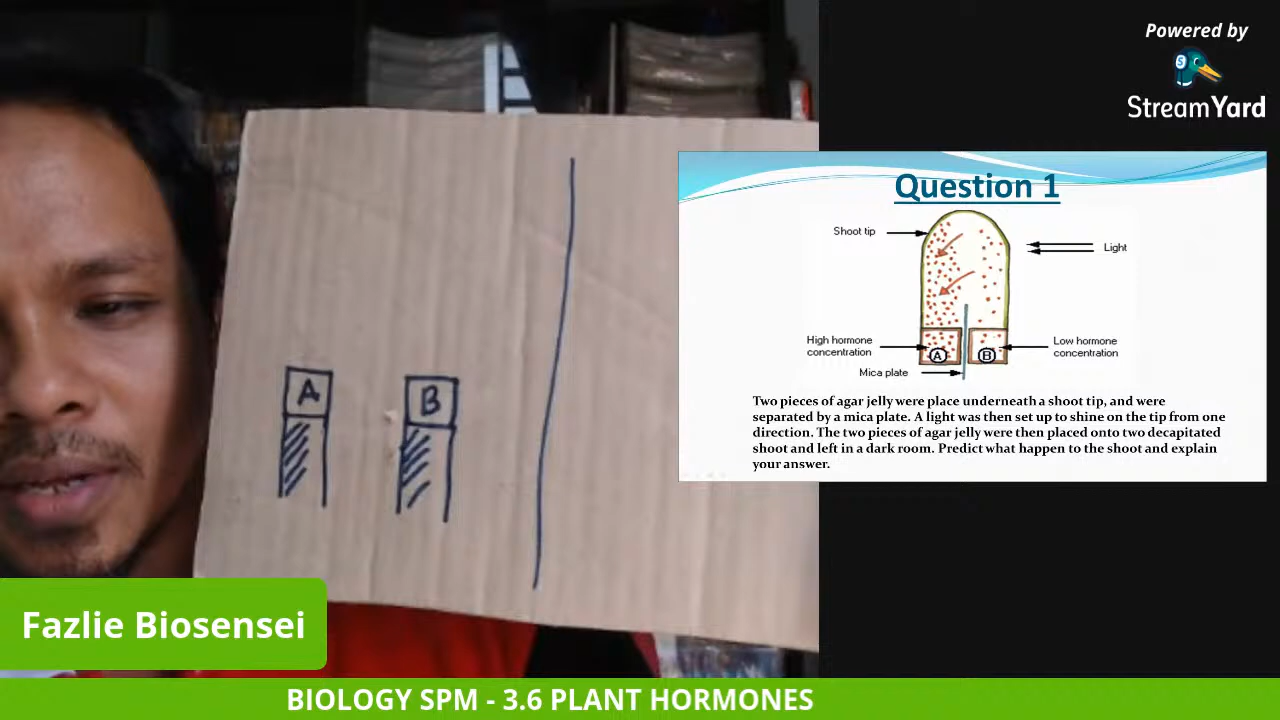 Powered by
StreamYard
Question 1
Shoot tip
Light
High hormone
concentration
A
B
Low hormone
concentration
Mica plate
Two pieces of agar jelly were place underneath a shoot tip, and were
separated by a mica plate. A light was then set up to shine on the tip from one
direction. The two pieces of agar jelly were then placed onto two decapitated
shoot and left in a dark room. Predict what happen to the shoot and explain
your answer.
A
B
Fazlie Biosensei
BIOLOGY SPM - 3.6 PLANT HORMONES